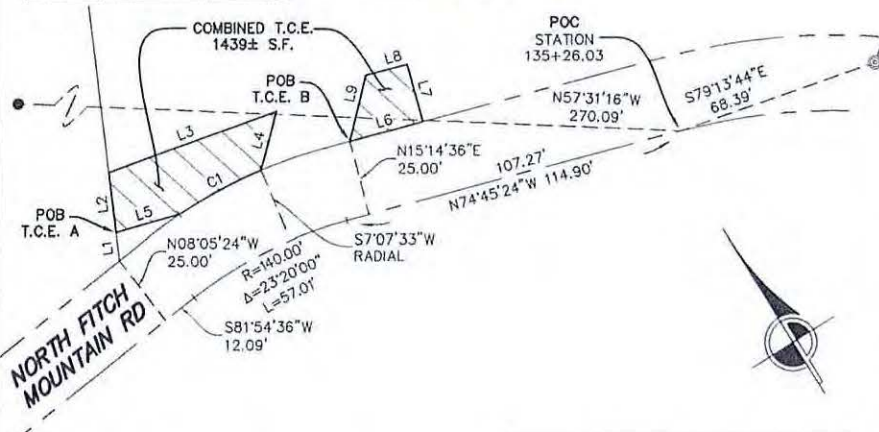 COMBINED T.C.E.
1439± S.F.
POB
T.C.E. B
POC
STATION
135+26.03
L8
L9
L7
L6
L3
L4
L2
C1
L5
L1
N57°31'16"W
270.09'
S79°13'44"E
68.39'
N15°14'36"E
25.00'
107.27'
N74°45'24"W 114.90'
POB
T.C.E. A
N08°05'24"W
25.00'
S7°07'33"W
RADIAL
R=140.00'
Δ=23°20'00"
L=57.01'
S81°54'36"W
12.09'
NORTH FITCH
MOUNTAIN RD